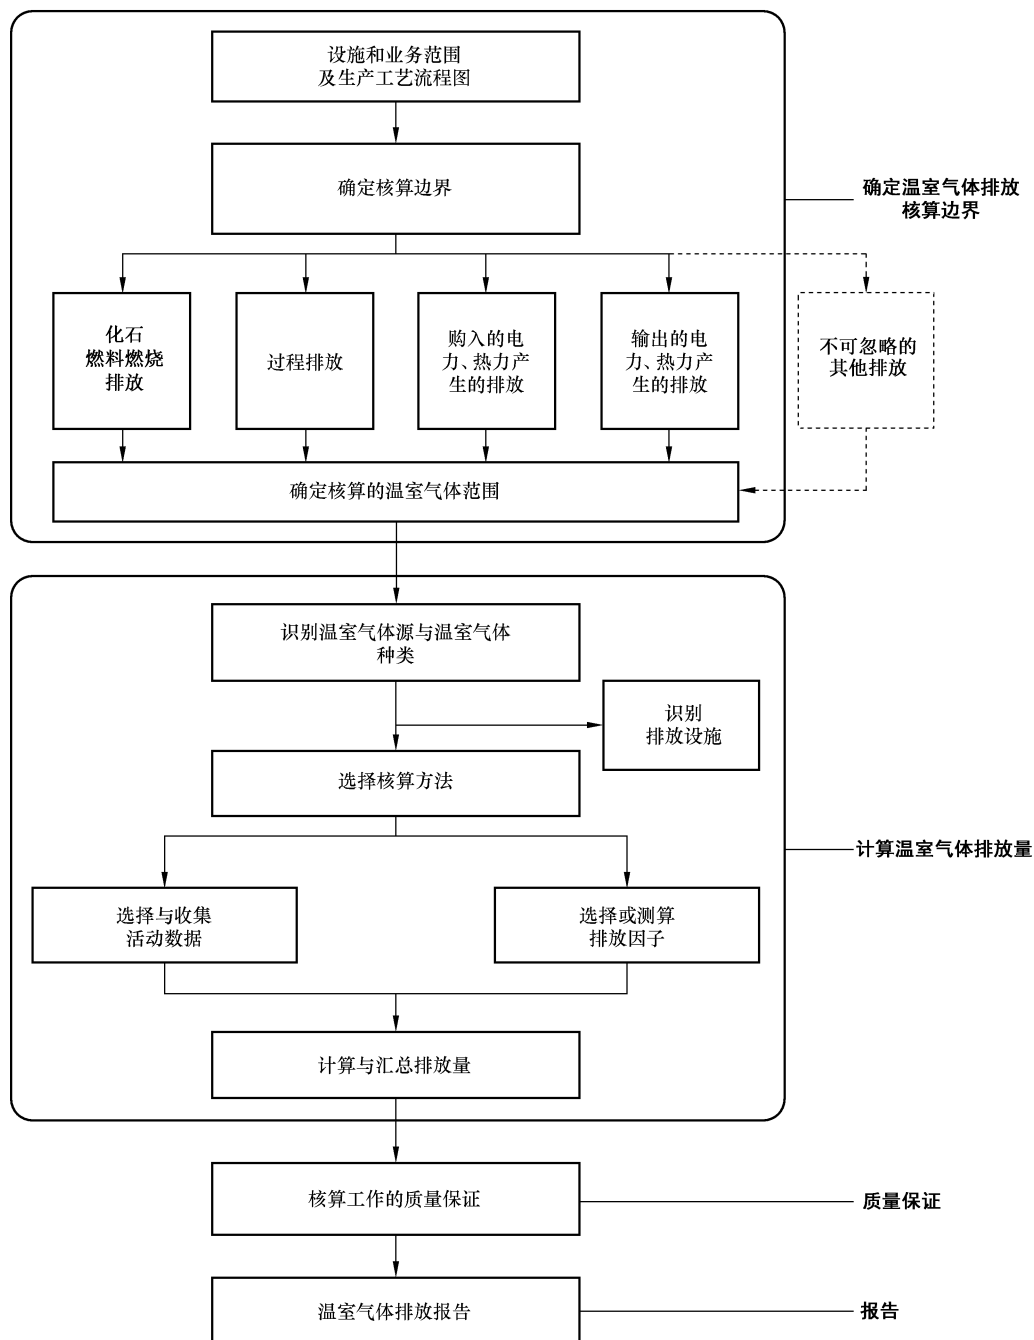 设施和业务范围
及生产工艺流程图
确定核算边界
确定温室气体排放
核算边界
化石
燃料燃烧
排放
过程排放
购入的电
力、热力产
生的排放
输出的电
力、热力产
生的排放
不可忽略的
其他排放
确定核算的温室气体范围
识别温室气体源与温室气体
种类
识别
排放设施
选择核算方法
计算温室气体排放量
选择与收集
活动数据
选择或测算
排放因子
计算与汇总排放量
核算工作的质量保证
质量保证
温室气体排放报告
报告